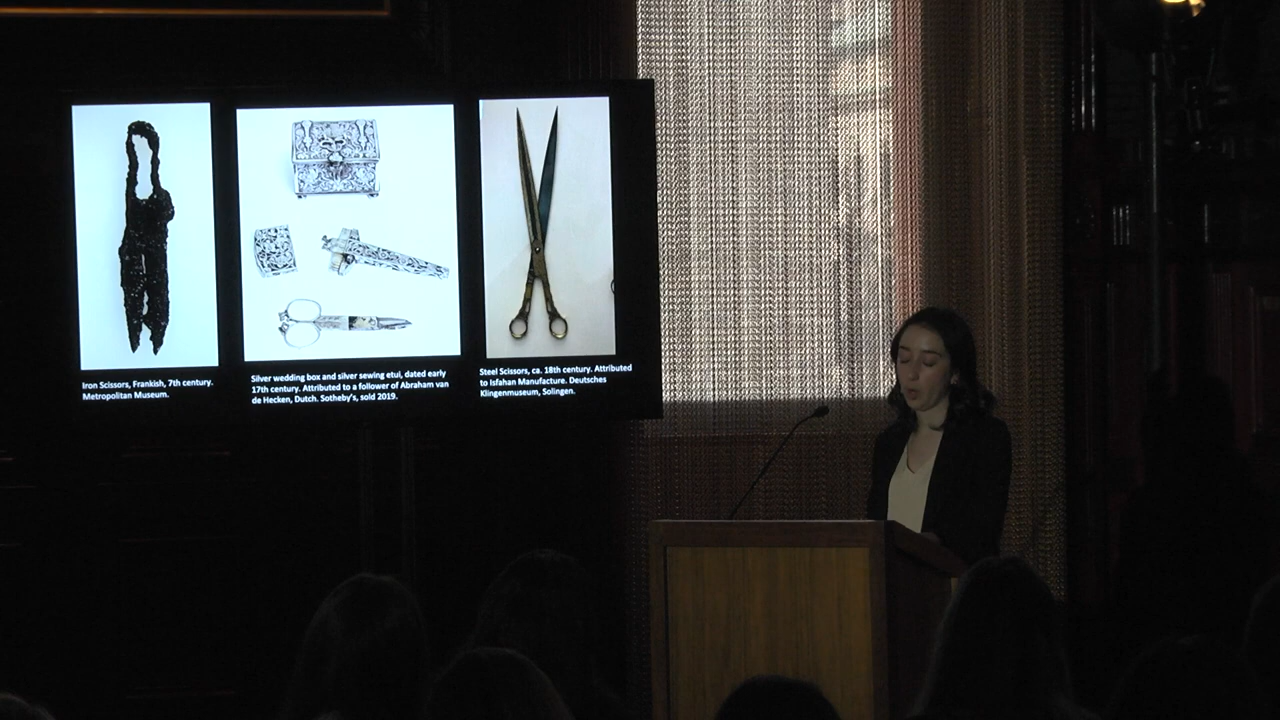 Iron Scissors, Frankish, 7th century.
Metropolitan Museum.
Silver wedding box and silver sewing etui, dated early
17th century. Attributed to a follower of Abraham van
de Hecken, Dutch. Sotheby's, sold 2019.
Steel Scissors, ca. 18th century. Attributed
to Isfahan Manufacture. Deutsches
Klingenmuseum, Solingen.